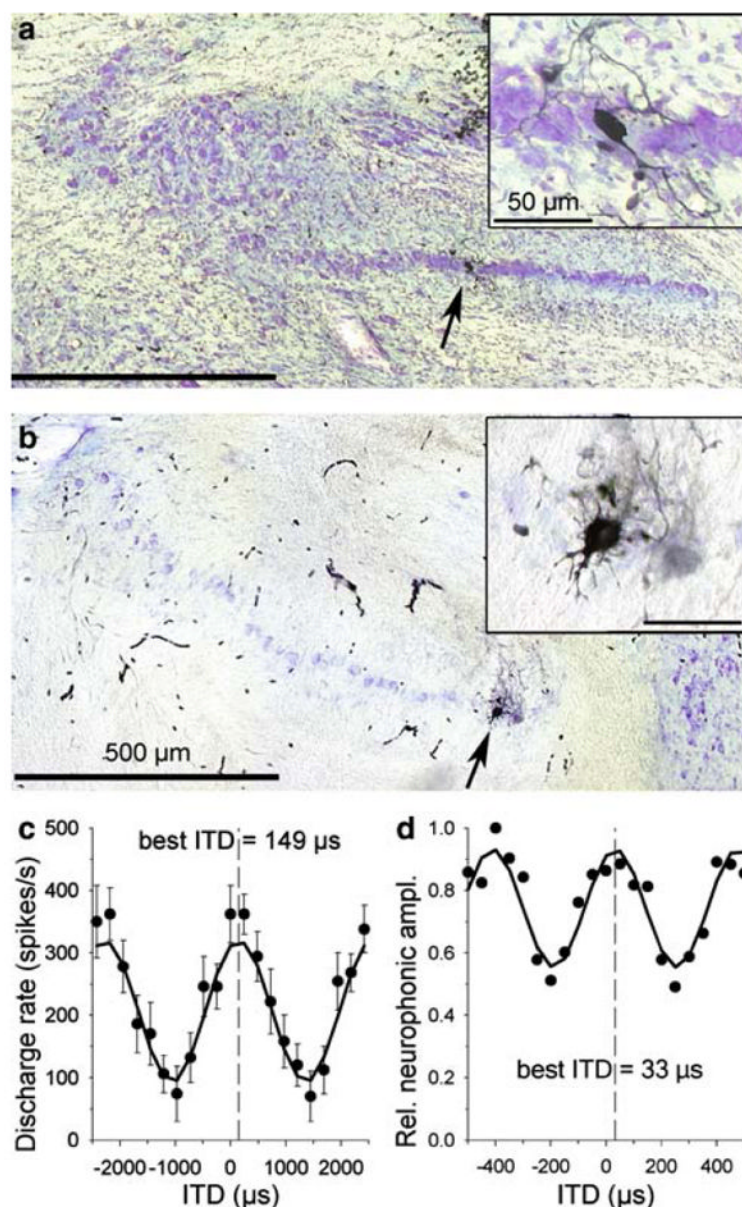 a
50 µm
b
500 µm
c
500
400
300
200
100
0
best ITD = 149 µs
Discharge rate (spikes/s)
-2000
-1000
0
1000
2000
ITD (µs)
d
1.0
0.8
0.6
0.4
0.2
0.0
best ITD = 33 µs
Rel. neurophonic ampl.
-400
-200
0
200
400
ITD (µs)